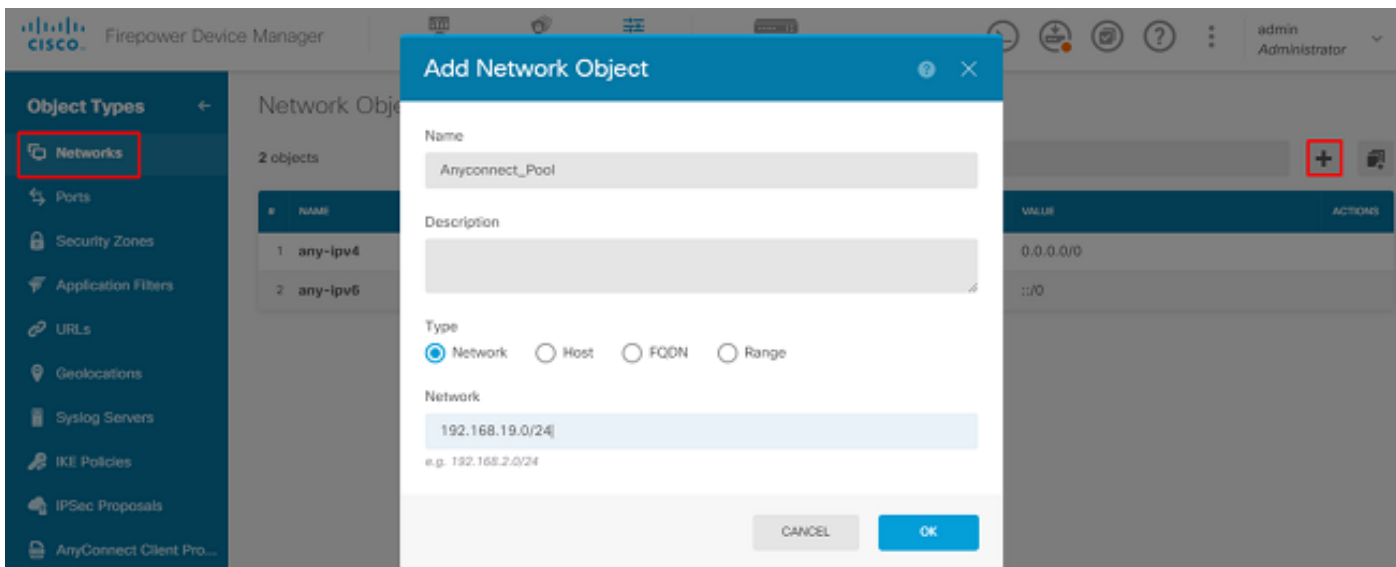 CISCO
Firepower Device Manager
admin
Administrator
Object Types
Networks
Ports
Security Zones
Application Filters
URLs
Geolocations
Syslog Servers
IKE Policies
IPSec Proposals
AnyConnect Client Pro...
Network Obje
2 objects
# NAME VALUE ACTIONS
1 any-ipv4 0.0.0.0/0
2 any-ipv6 ::/0
Add Network Object
Name
Anyconnect_Pool
Description
Type
Network Host FQDN Range
Network
192.168.19.0/24
e.g. 192.168.2.0/24
CANCEL OK